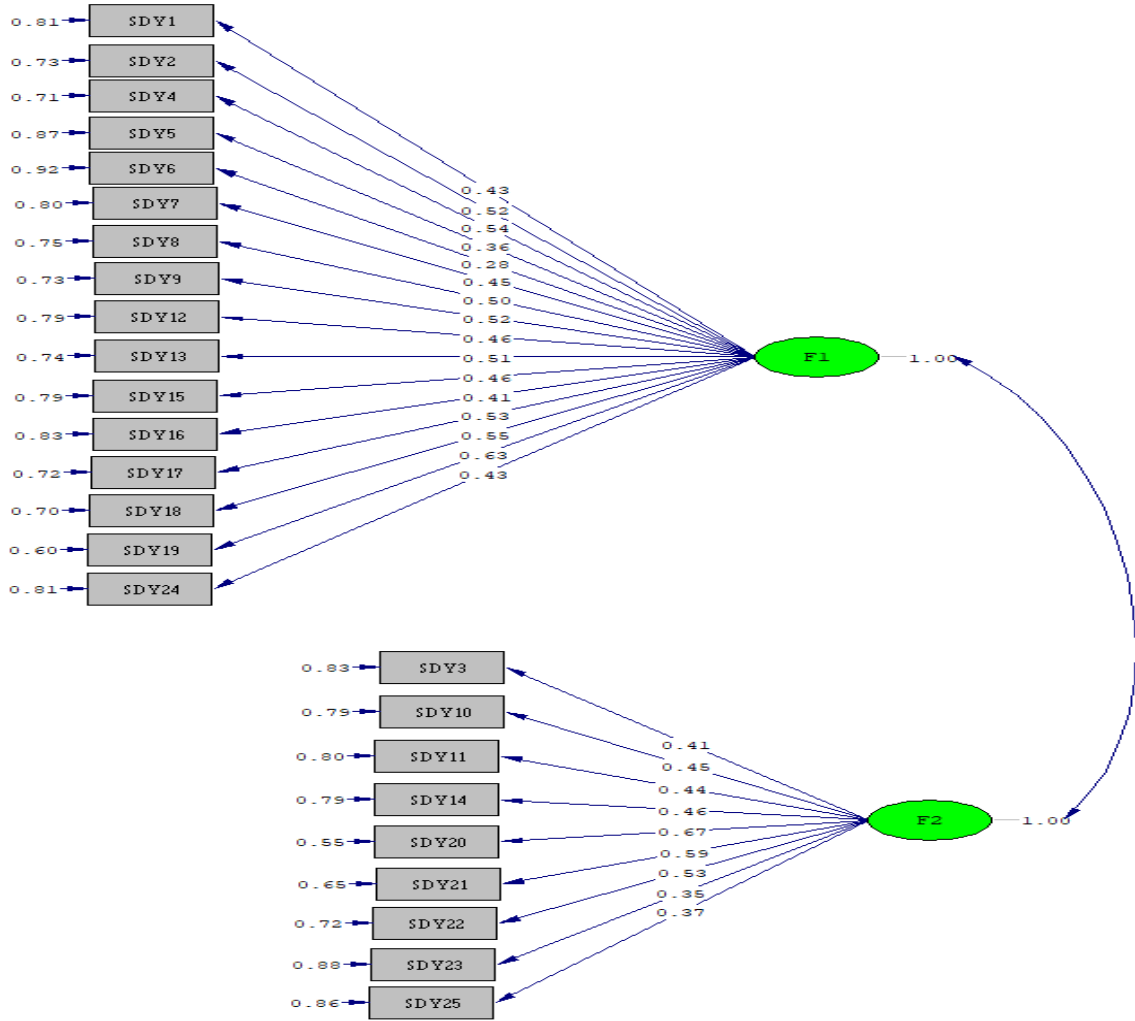 0.81 SDY1
0.73 SDY2
0.71 SDY4
0.87 SDY5
0.92 SDY6
0.80 SDY7
0.75 SDY8
0.73 SDY9
0.79 SDY12
0.74 SDY13
0.79 SDY15
0.83 SDY16
0.72 SDY17
0.70 SDY18
0.60 SDY19
0.81 SDY24
0.43
0.52
0.54
0.36
0.28
0.45
0.50
0.52
0.46
0.51
0.46
0.41
0.53
0.55
0.63
0.43
F1 1.00
0.83 SDY3
0.79 SDY10
0.80 SDY11
0.79 SDY14
0.55 SDY20
0.65 SDY21
0.72 SDY22
0.88 SDY23
0.86 SDY25
0.41
0.45
0.44
0.46
0.67
0.59
0.53
0.35
0.37
F2 1.00